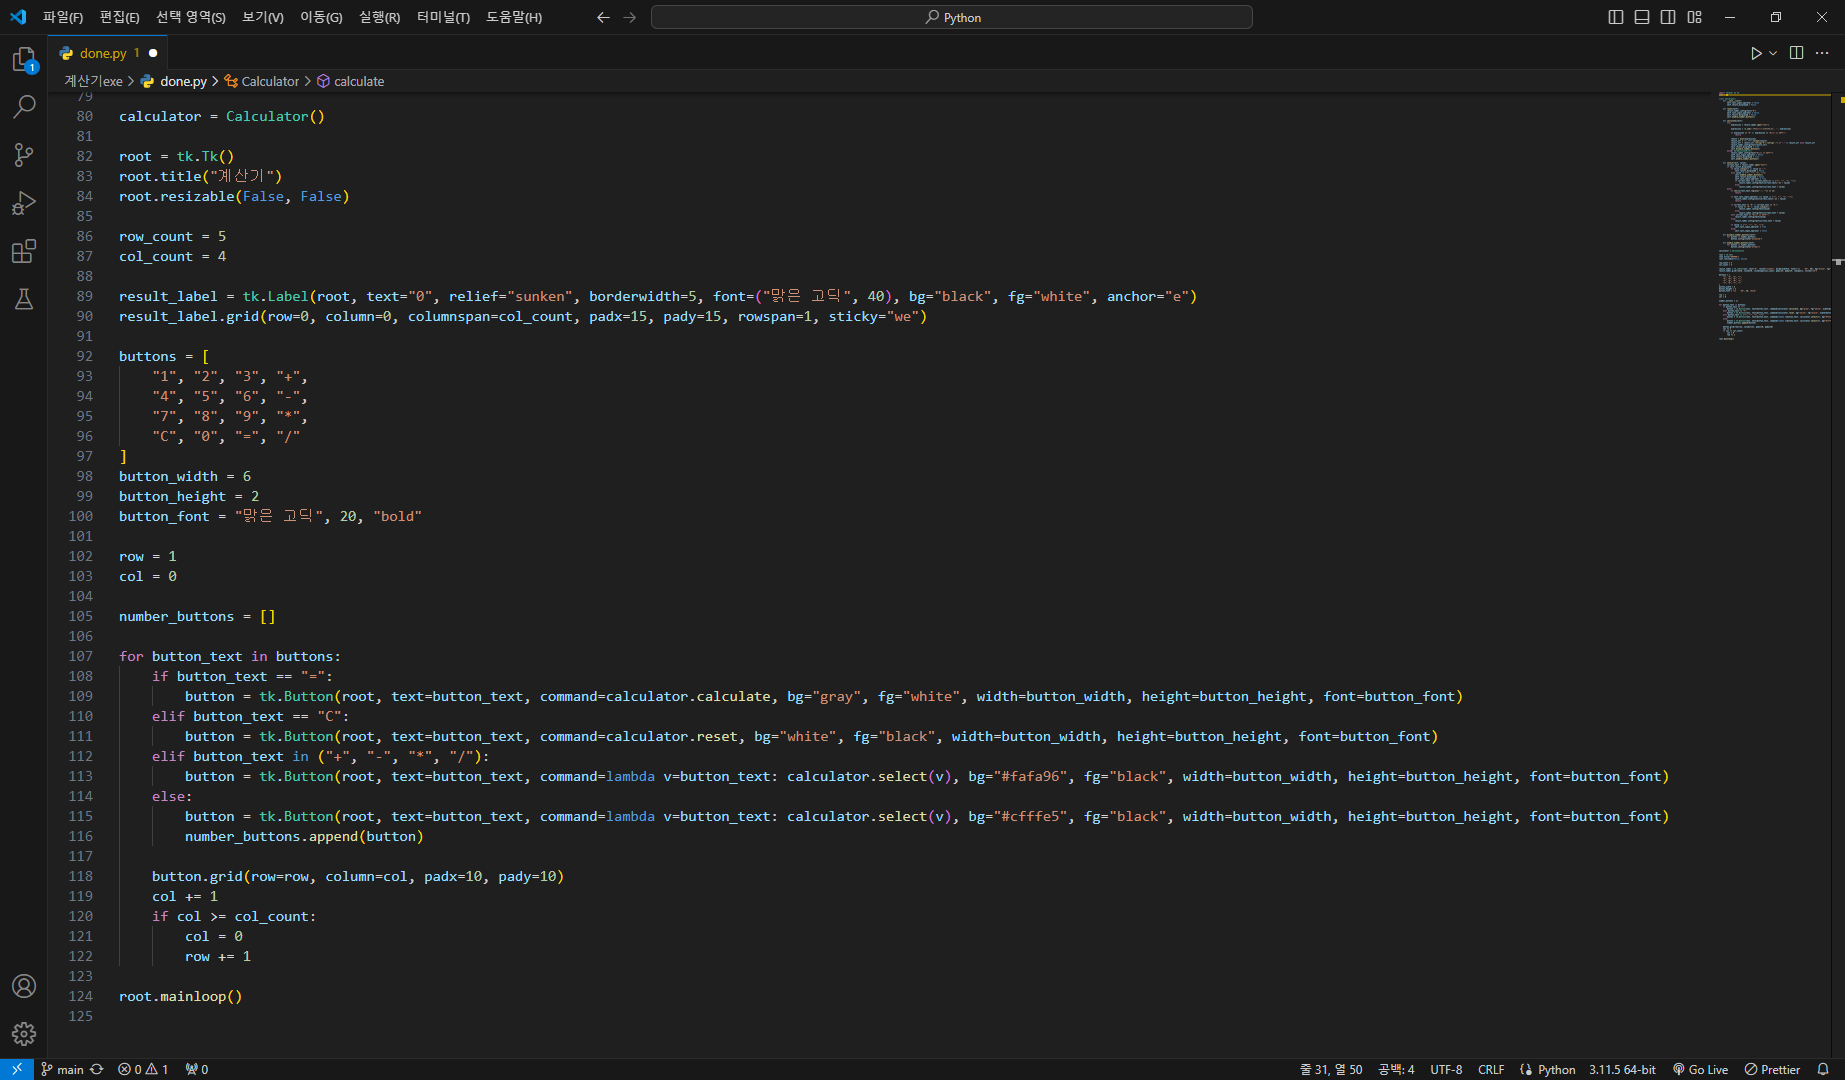 파일(F) 편집(E) 선택 영역(S) 보기(V) 이동(G) 실행(R) 터미널(T) 도움말(H) Python
done.py 1
계산기exe > done.py > Calculator > calculate
1
79
80 calculator = Calculator()
81
82 root = tk.Tk()
83 root.title("계산기")
84 root.resizable(False, False)
85
86 row_count = 5
87 col_count = 4
88
89 result_label = tk.Label(root, text="0", relief="sunken", borderwidth=5, font=("맑은 고딕", 40), bg="black", fg="white", anchor="e")
90 result_label.grid(row=0, column=0, columnspan=col_count, padx=15, pady=15, rowspan=1, sticky="we")
91
92 buttons = [
93     "1", "2", "3", "+",
94     "4", "5", "6", "-",
95     "7", "8", "9", "*",
96     "C", "0", "=", "/"
97 ]
98 button_width = 6
99 button_height = 2
100 button_font = "맑은 고딕", 20, "bold"
101
102 row = 1
103 col = 0
104
105 number_buttons = []
106
107 for button_text in buttons:
108     if button_text == "=":
109         button = tk.Button(root, text=button_text, command=calculator.calculate, bg="gray", fg="white", width=button_width, height=button_height, font=button_font)
110     elif button_text == "C":
111         button = tk.Button(root, text=button_text, command=calculator.reset, bg="white", fg="black", width=button_width, height=button_height, font=button_font)
112     elif button_text in ("+", "-", "*", "/"):
113         button = tk.Button(root, text=button_text, command=lambda v=button_text: calculator.select(v), bg="#fafa96", fg="black", width=button_width, height=button_height, font=button_font)
114     else:
115         button = tk.Button(root, text=button_text, command=lambda v=button_text: calculator.select(v), bg="#cfffe5", fg="black", width=button_width, height=button_height, font=button_font)
116         number_buttons.append(button)
117
118     button.grid(row=row, column=col, padx=10, pady=10)
119     col += 1
120     if col >= col_count:
121         col = 0
122         row += 1
123
124 root.mainloop()
125
main 0 1 0 줄 31, 열 50 공백: 4 UTF-8 CRLF Python 3.11.5 64-bit Go Live Prettier